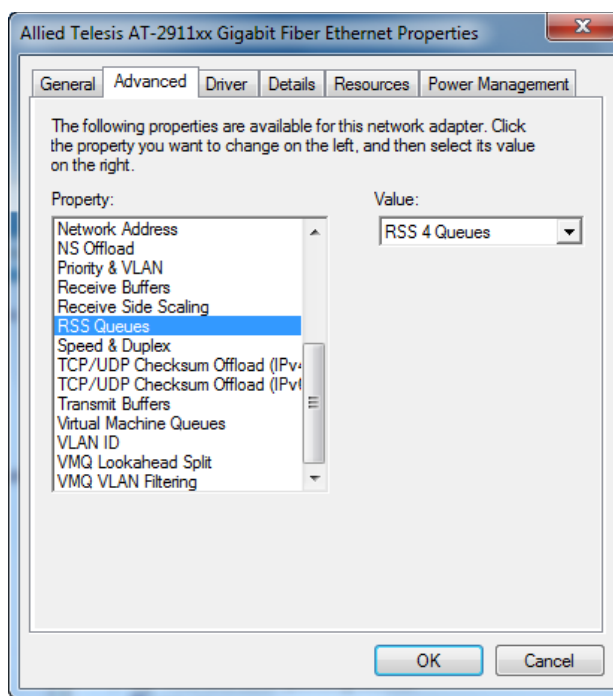 Allied Telesis AT-2911xx Gigabit Fiber Ethernet Properties
General Advanced Driver Details Resources Power Management
The following properties are available for this network adapter. Click
the property you want to change on the left, and then select its value
on the right.
Property:
Value:
Network Address
NS Offload
Priority & VLAN
Receive Buffers
Receive Side Scaling
RSS Queues
Speed & Duplex
TCP/UDP Checksum Offload (IPv4
TCP/UDP Checksum Offload (IPv6
Transmit Buffers
Virtual Machine Queues
VLAN ID
VMQ Lookahead Split
VMQ VLAN Filtering
RSS 4 Queues
OK Cancel